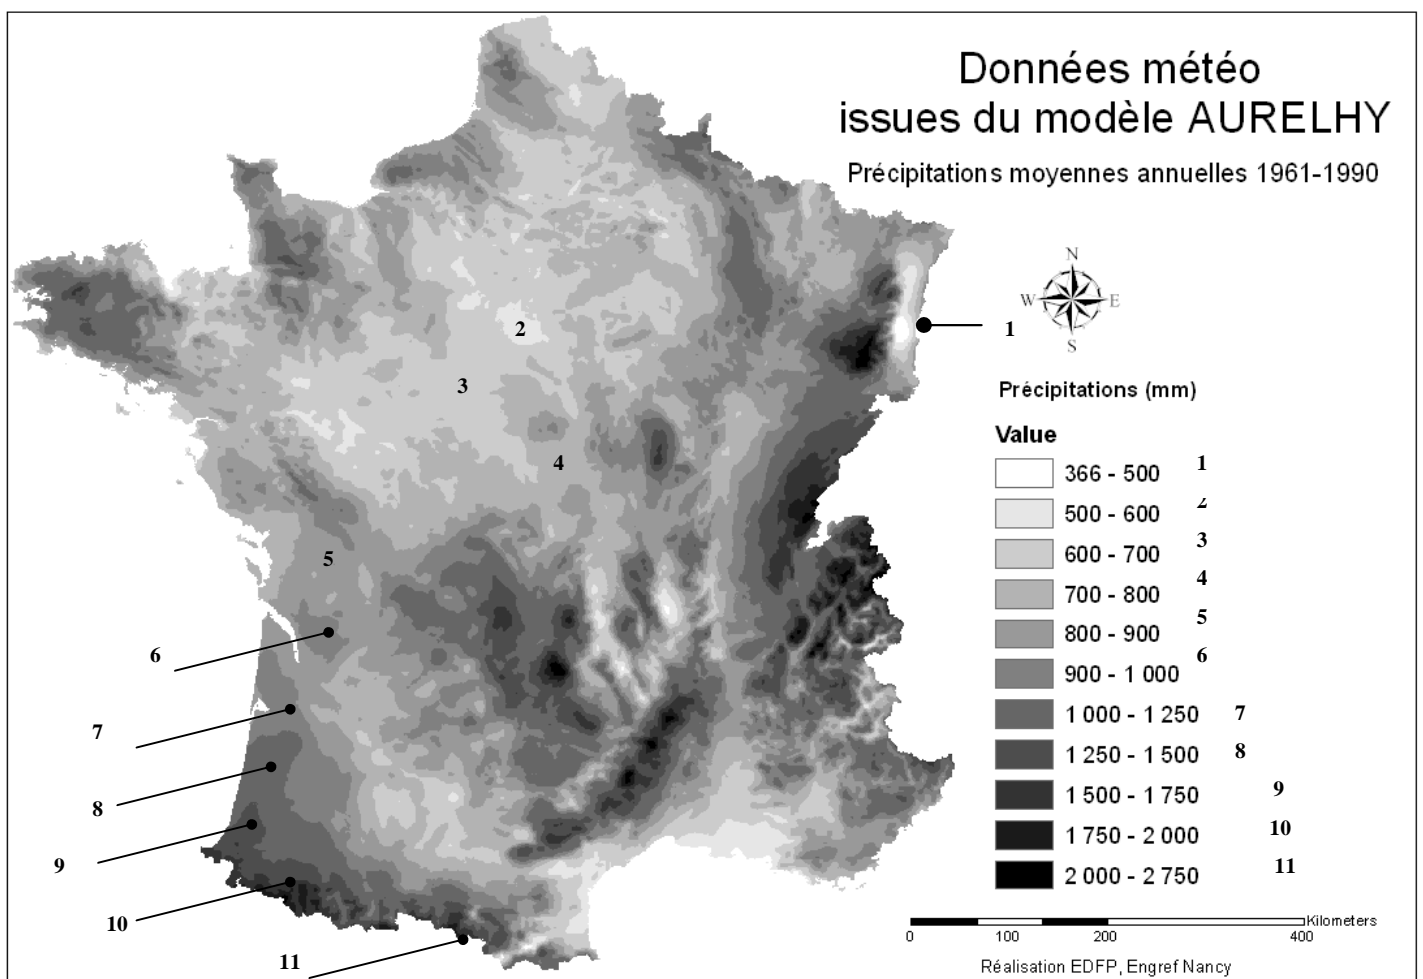 Données météo
issues du modèle AURELHY
Précipitations moyennes annuelles 1961-1990
N
W E
S
1
2
3
4
5
6
7
8
9
10
11
Précipitations (mm)
Value
366 - 500 1
500 - 600 2
600 - 700 3
700 - 800 4
800 - 900 5
900 - 1 000 6
1 000 - 1 250 7
1 250 - 1 500 8
1 500 - 1 750 9
1 750 - 2 000 10
2 000 - 2 750 11
Kilometers
0 100 200 400
Réalisation EDFP, Engref Nancy